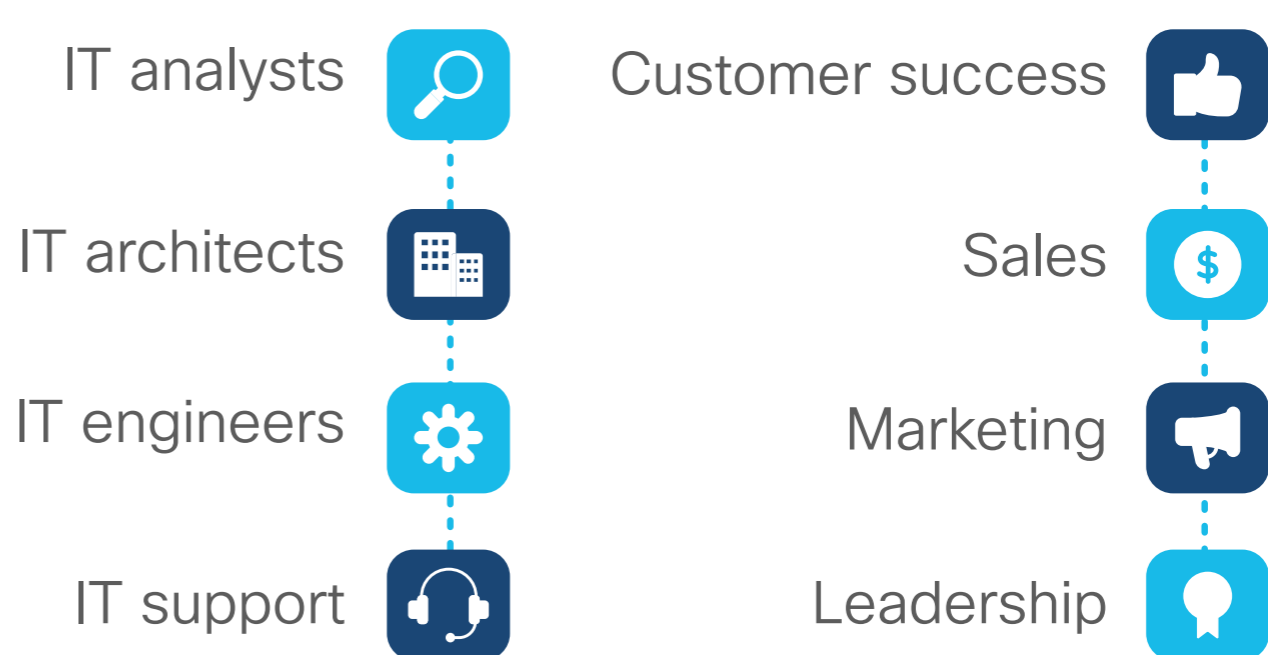 IT analysts
IT architects
IT engineers
IT support
Customer success
Sales
$
Marketing
Leadership